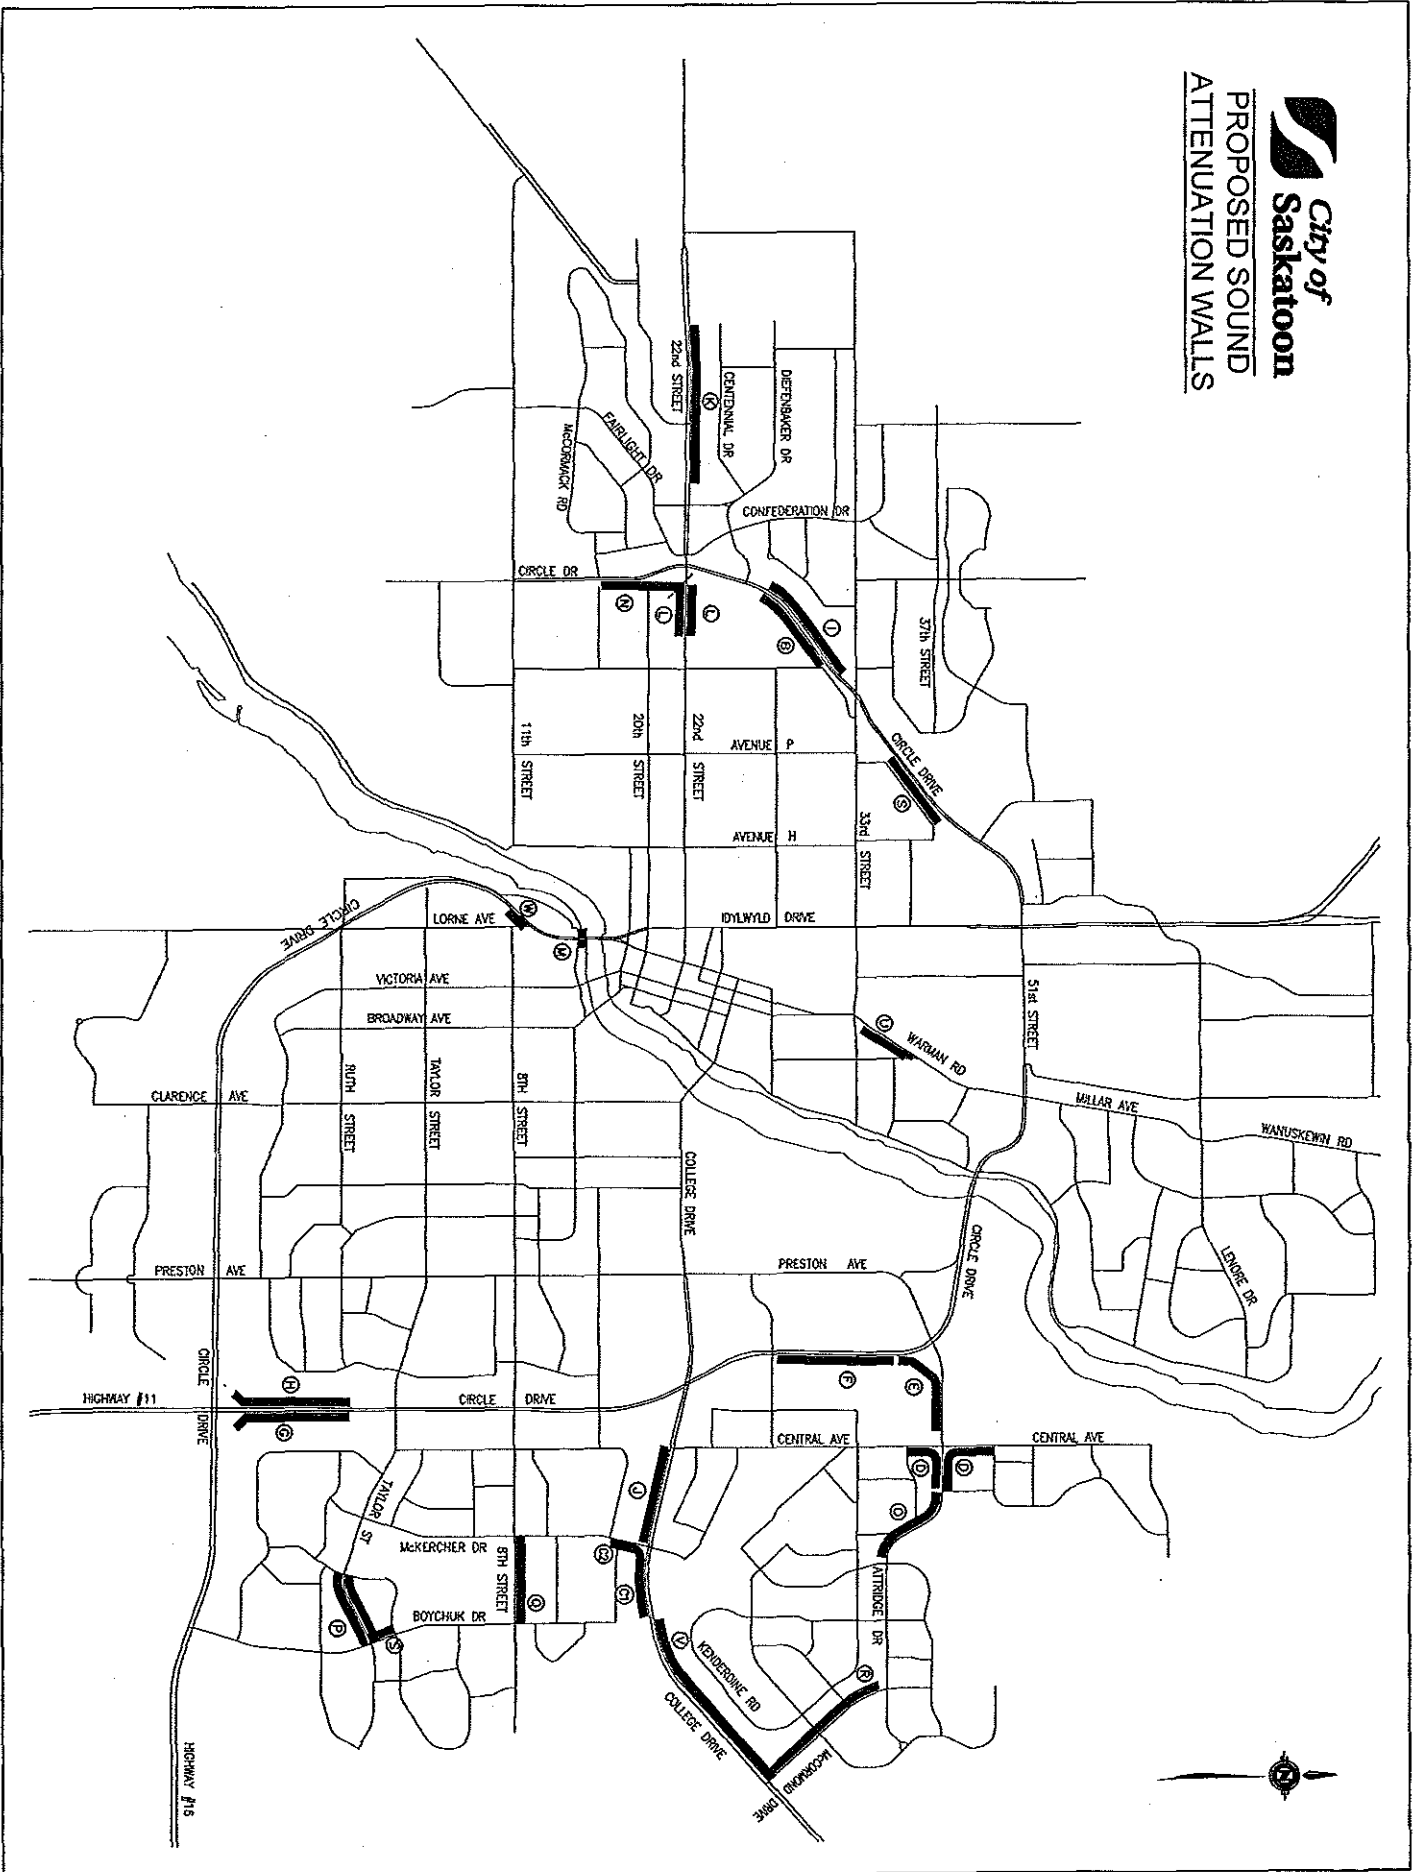 City of
Saskatoon
PROPOSED SOUND
ATTENUATION WALLS
22nd STREET
K
CENTENNIAL DR
DIEFENBAKER DR
FAIRLIGHT DR
McCORMACK RD
CONFEDERATION DR
CIRCLE DR
N
L
L
I
B
37th STREET
11th STREET
20th STREET
22nd STREET
AVENUE P
CIRCLE DRIVE
S
AVENUE H
33rd STREET
IDYLWYLD DRIVE
LORNE AVE
W
M
CIRCLE DRIVE
VICTORIA AVE
BROADWAY AVE
51st STREET
U
WARMAN RD
MILLAR AVE
WANUSKEWIN RD
CLARENCE AVE
RUTH STREET
TAYLOR STREET
8TH STREET
COLLEGE DRIVE
CIRCLE DRIVE
LENORE DR
PRESTON AVE
PRESTON AVE
CIRCLE DRIVE
HIGHWAY #11
H
G
CIRCLE DRIVE
F
E
CENTRAL AVE
CENTRAL AVE
D
D
O
J
TAYLOR ST
McKERCHER DR
8TH STREET
Q
C2
C1
ATTRIDGE DR
BOYCHUK DR
P
S
V
KENDERDINE RD
R
COLLEGE DRIVE
McCORMOND DRIVE
HIGHWAY #16
N